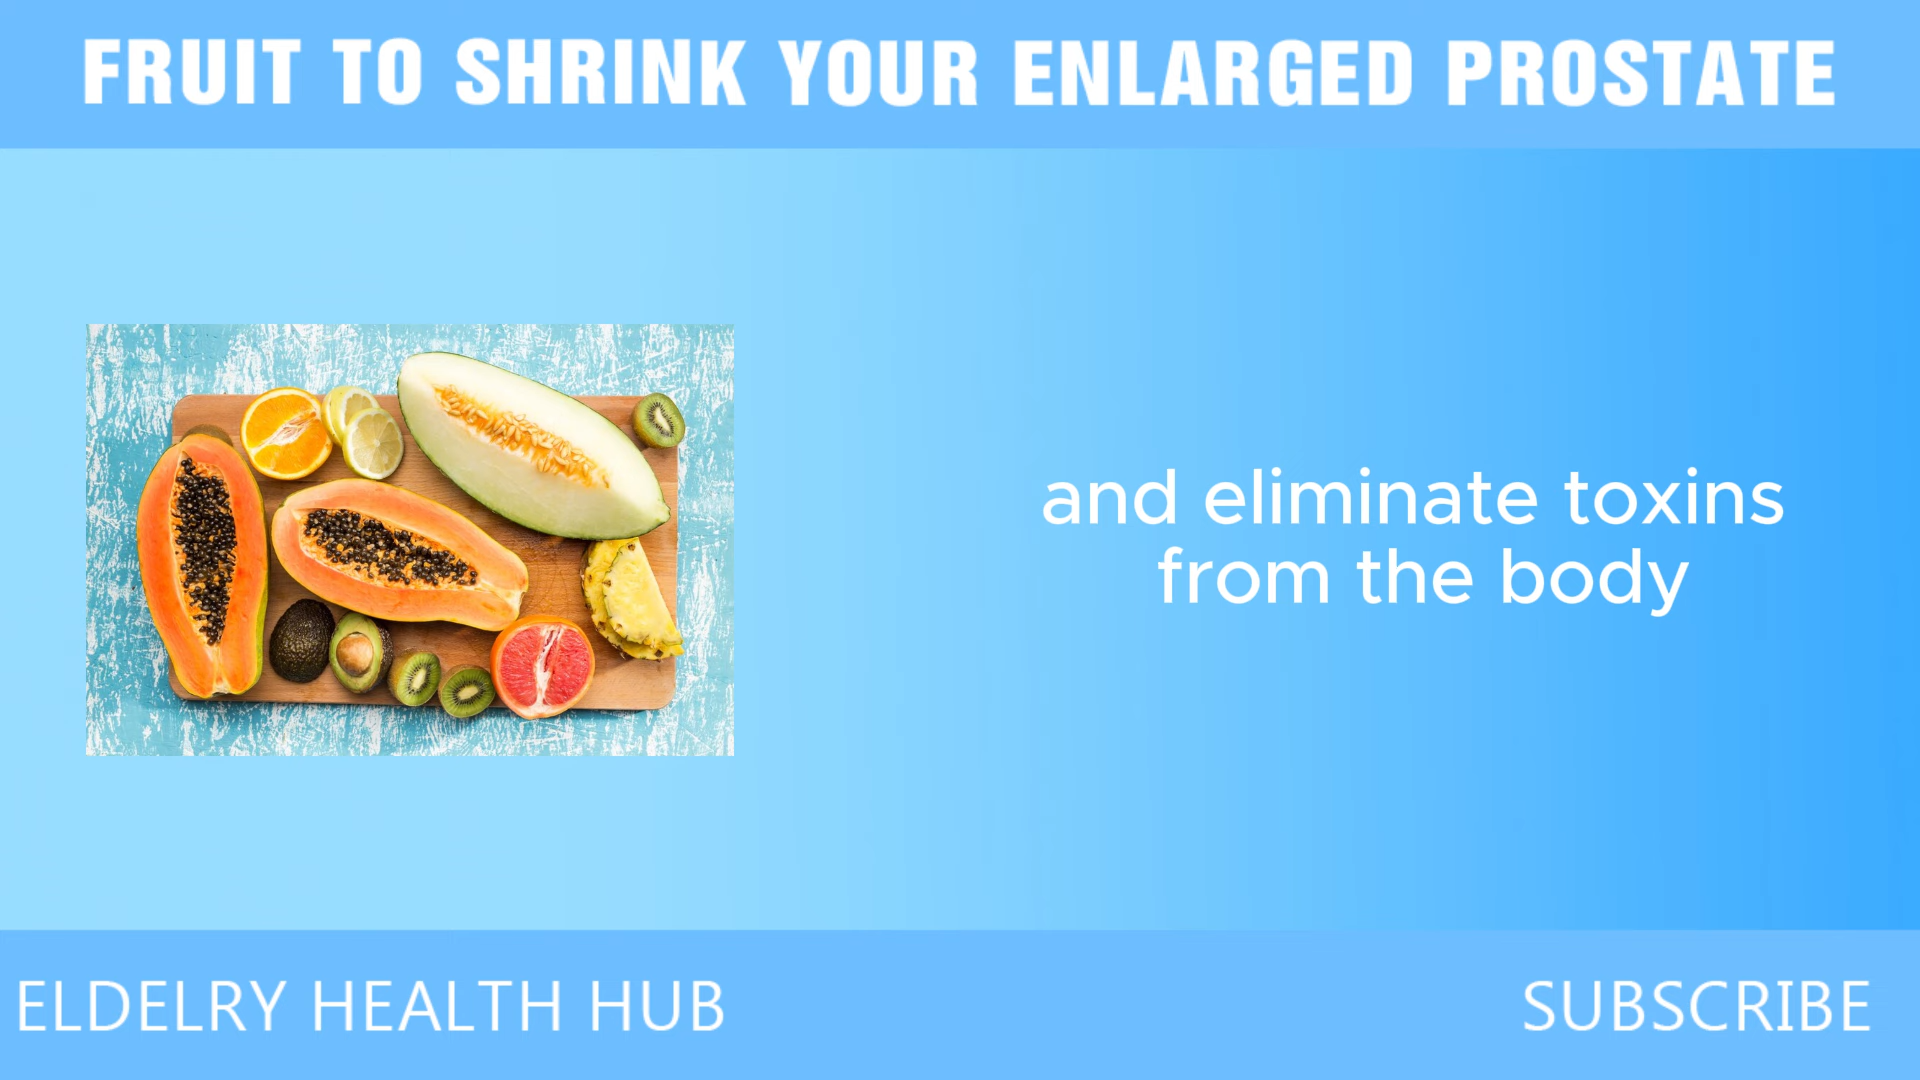 FRUIT TO SHRINK YOUR ENLARGED PROSTATE
and eliminate toxins
from the body
ELDELRY HEALTH HUB
SUBSCRIBE